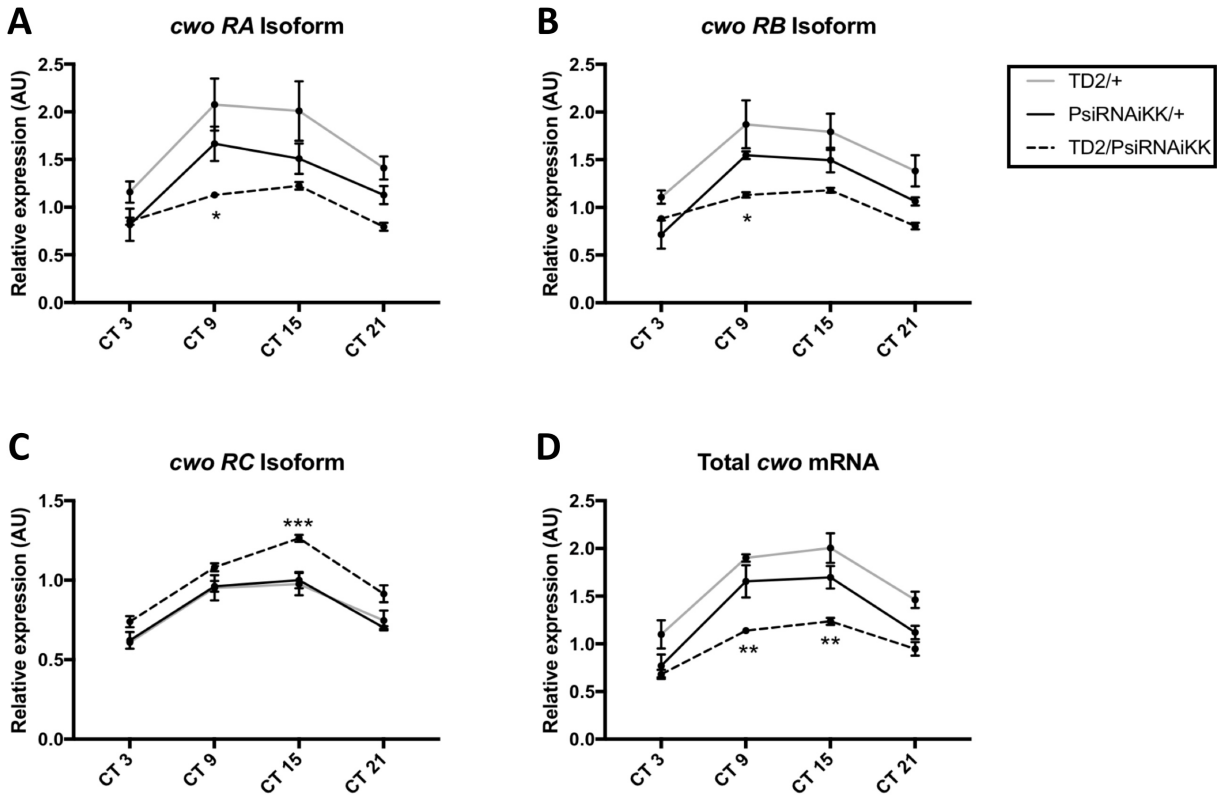 A
cwo RA Isoform
Relative expression (AU)
2.5
2.0
1.5
1.0
0.5
0.0
*
CT 3
CT 9
CT 15
CT 21
B
cwo RB Isoform
Relative expression (AU)
2.5
2.0
1.5
1.0
0.5
0.0
*
CT 3
CT 9
CT 15
CT 21
TD2/+
PsiRNAiKK/+
TD2/PsiRNAiKK
C
cwo RC Isoform
Relative expression (AU)
1.5
1.0
0.5
0.0
***
CT 3
CT 9
CT 15
CT 21
D
Total cwo mRNA
Relative expression (AU)
2.5
2.0
1.5
1.0
0.5
0.0
**
**
CT 3
CT 9
CT 15
CT 21